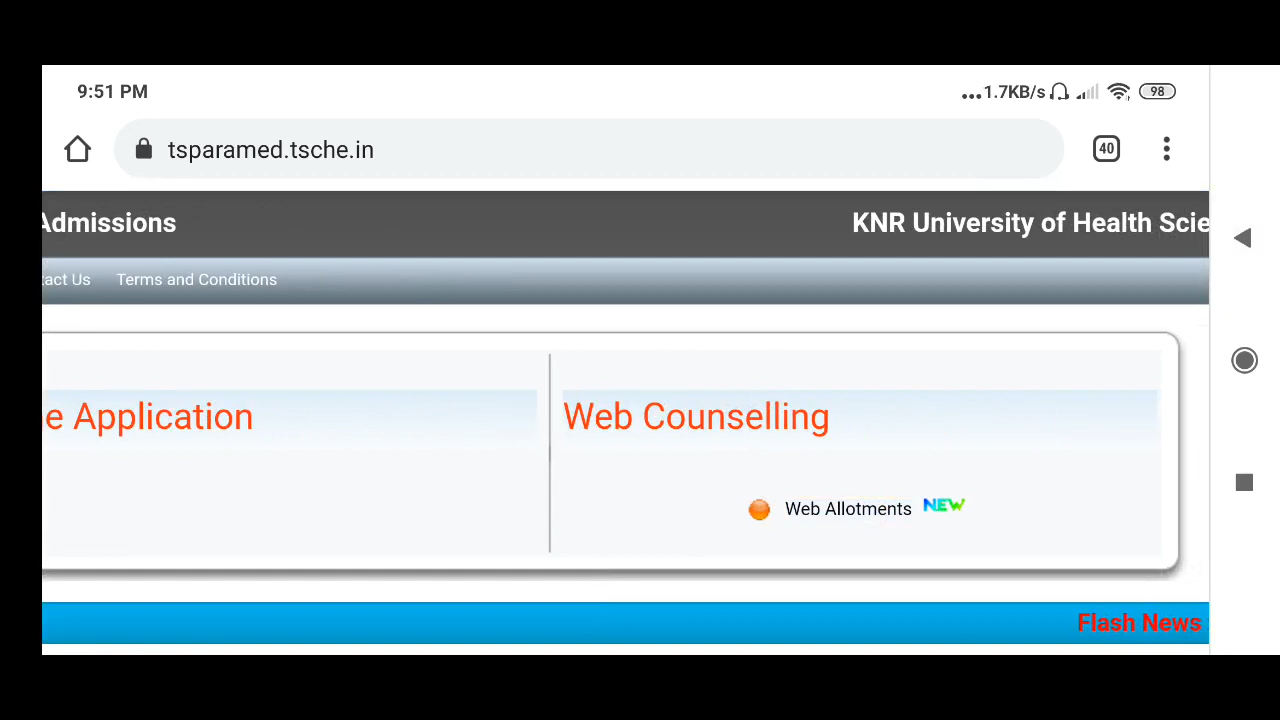 9:51 PM
...1.7KB/s 98
tsparamed.tsche.in 40
Admissions KNR University of Health Scie
tact Us Terms and Conditions
e Application Web Counselling
Web Allotments NEW
Flash News